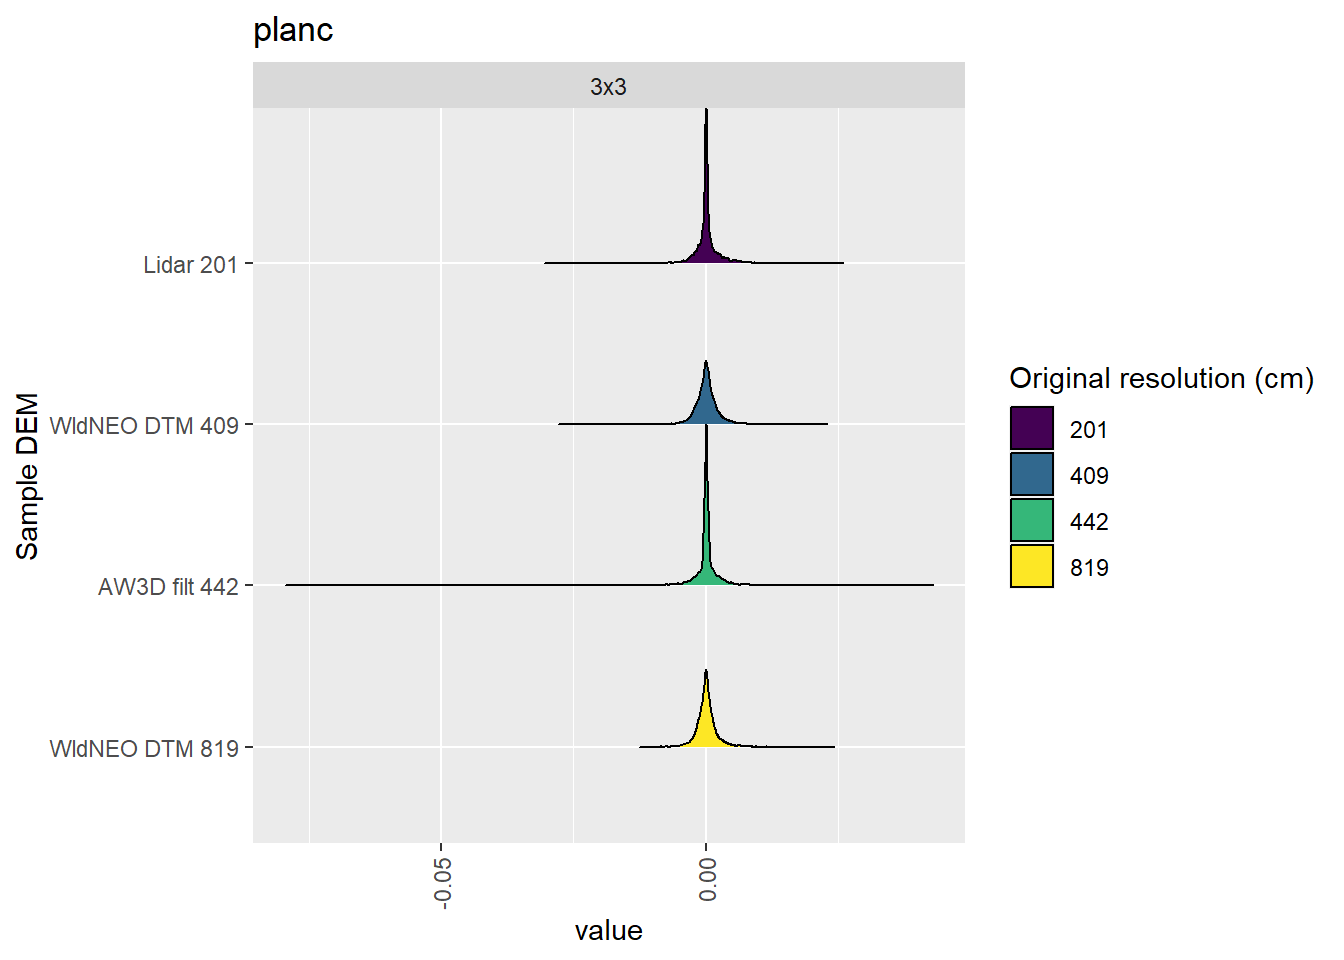 planc
3x3
Lidar 201
WldNEO DTM 409
AW3D filt 442
WldNEO DTM 819
Sample DEM
-0.05
0.00
value
Original resolution (cm)
201
409
442
819